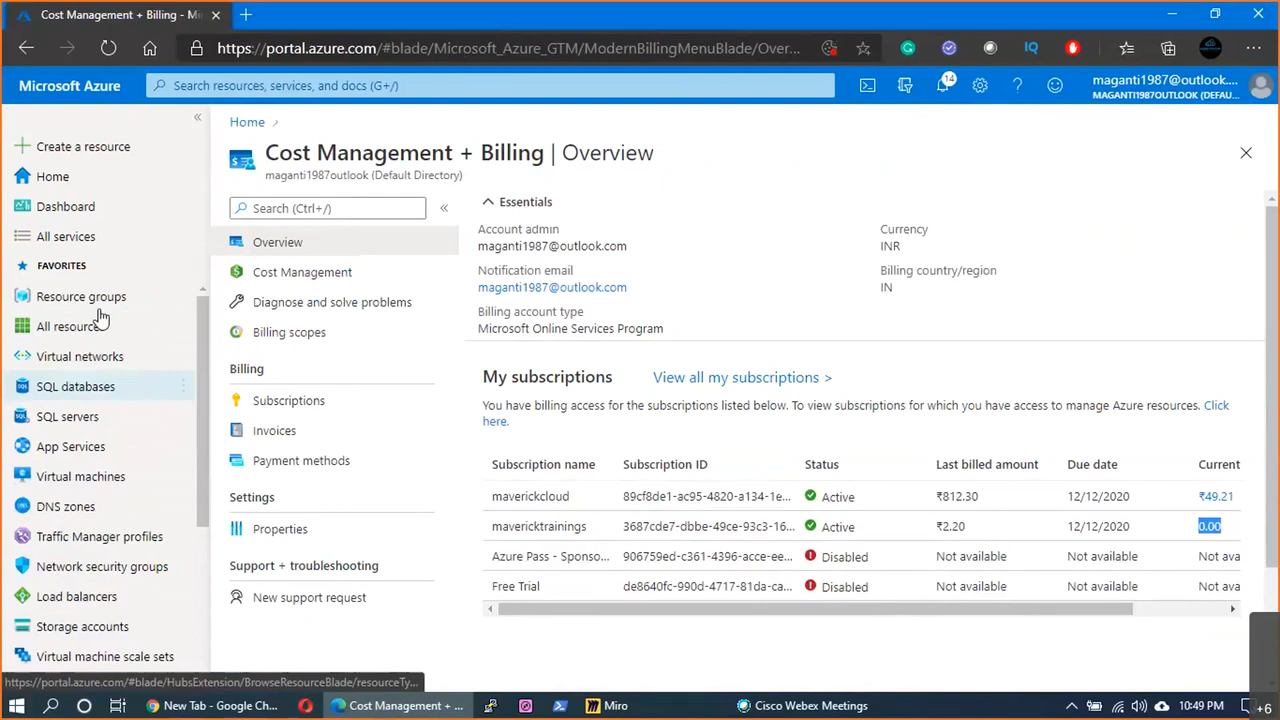 Cost Management + Billing - Mi
https://portal.azure.com/#blade/Microsoft_Azure_GTM/ModernBillingMenuBlade/Over...
IQ
Microsoft Azure
Search resources, services, and docs (G+/)
14
maganti1987@outlook....
MAGANTI1987OUTLOOK (DEFAU...
Create a resource
Home
Dashboard
All services
FAVORITES
Resource groups
All resources
Virtual networks
SQL databases
SQL servers
App Services
Virtual machines
DNS zones
Traffic Manager profiles
Network security groups
Load balancers
Storage accounts
Virtual machine scale sets
https://portal.azure.com/#blade/HubsExtension/BrowseResourceBlade/resourceTy...
Home
Cost Management + Billing | Overview
maganti1987outlook (Default Directory)
Search (Ctrl+/)
Overview
Cost Management
Diagnose and solve problems
Billing scopes
Billing
Subscriptions
Invoices
Payment methods
Settings
Properties
Support + troubleshooting
New support request
Essentials
Account admin
maganti1987@outlook.com
Notification email
maganti1987@outlook.com
Billing account type
Microsoft Online Services Program
Currency
INR
Billing country/region
IN
My subscriptions View all my subscriptions >
You have billing access for the subscriptions listed below. To view subscriptions for which you have access to manage Azure resources. Click
here.
Subscription name Subscription ID Status Last billed amount Due date Current
maverickcloud 89cf8de1-ac95-4820-a134-1e... Active ₹812.30 12/12/2020 ₹49.21
mavericktrainings 3687cde7-dbbe-49ce-93c3-16... Active ₹2.20 12/12/2020 0.00
Azure Pass - Sponso... 906759ed-c361-4396-acce-ee... Disabled Not available Not available Not ava
Free Trial de8640fc-990d-4717-81da-ca... Disabled Not available Not available Not ava
New Tab - Google Ch...
Cost Management + ...
Miro
Cisco Webex Meetings
10:49 PM
+6